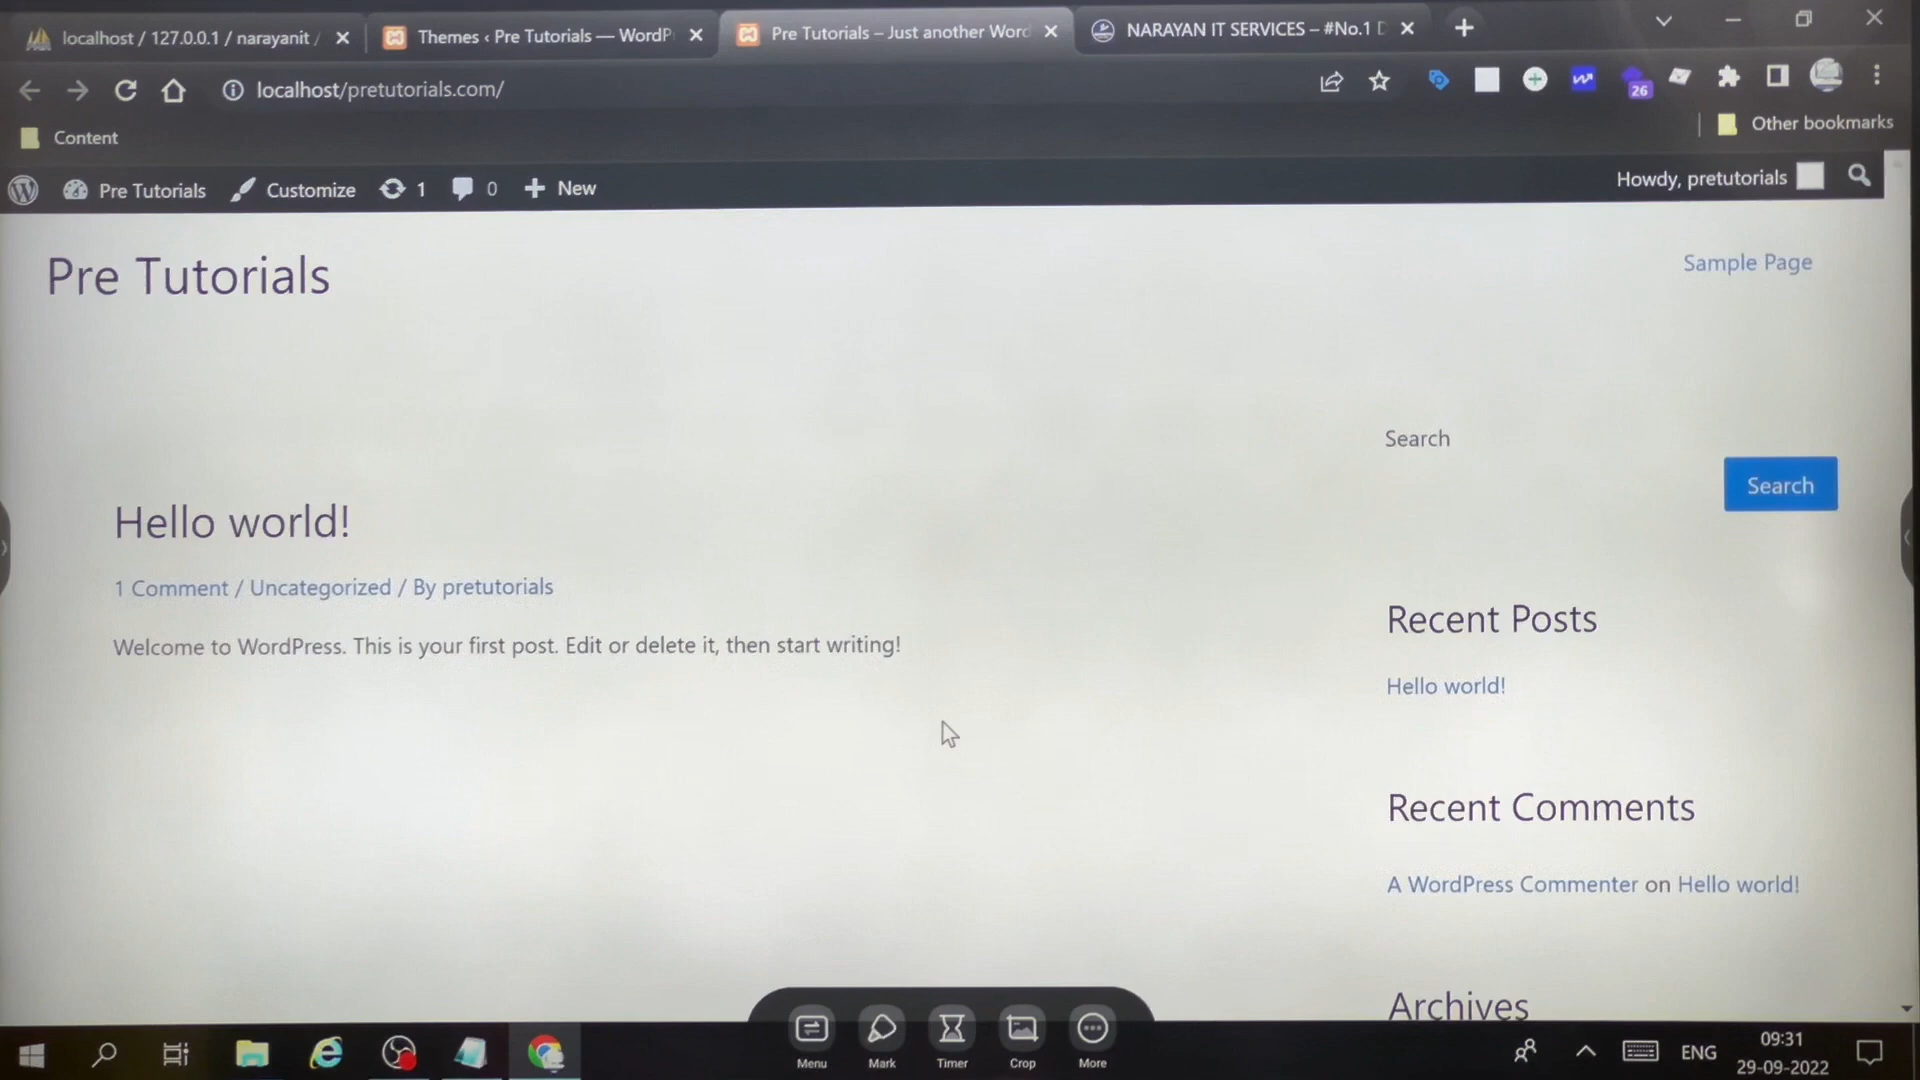 localhost / 127.0.0.1 / narayanit /
Themes ‹ Pre Tutorials — WordP
Pre Tutorials – Just another Word
NARAYAN IT SERVICES – #No.1 D
localhost/pretutorials.com/
26
Content
Other bookmarks
Pre Tutorials
Customize
1
0
New
Howdy, pretutorials
Pre Tutorials
Sample Page
Search
Search
Hello world!
1 Comment / Uncategorized / By pretutorials
Welcome to WordPress. This is your first post. Edit or delete it, then start writing!
Recent Posts
Hello world!
Recent Comments
A WordPress Commenter on Hello world!
Archives
Menu
Mark
Timer
Crop
More
ENG
09:31
29-09-2022